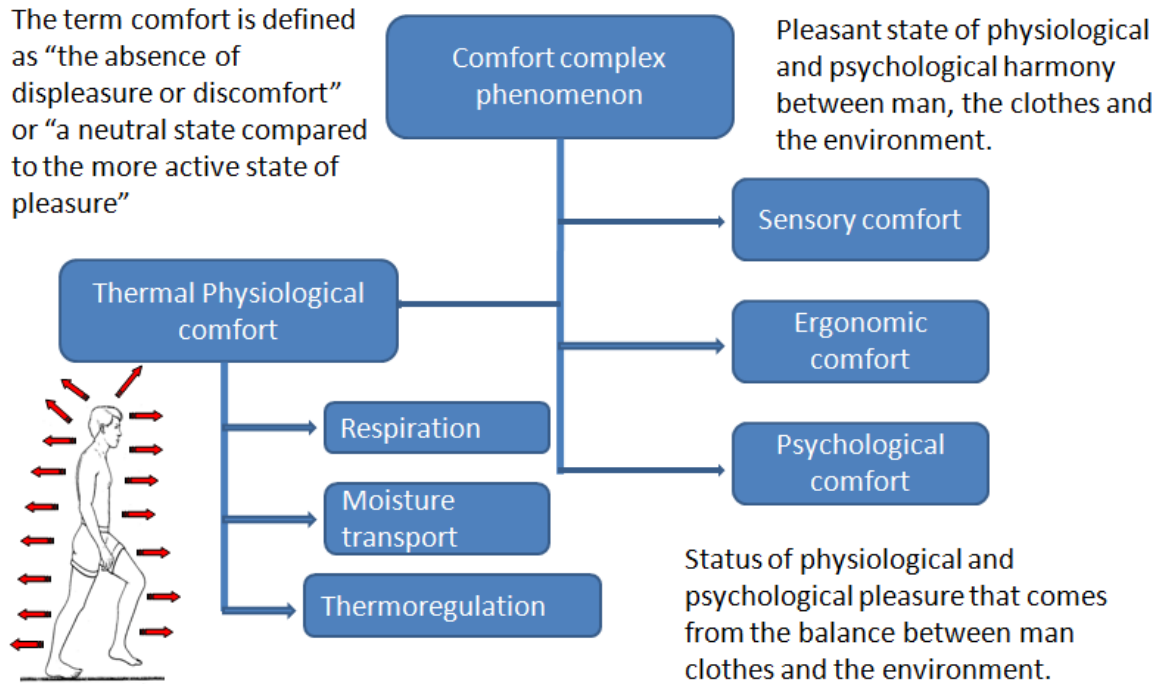 The term comfort is defined
as “the absence of
displeasure or discomfort”
or “a neutral state compared
to the more active state of
pleasure”
Comfort complex
phenomenon
Pleasant state of physiological
and psychological harmony
between man, the clothes and
the environment.
Sensory comfort
Thermal Physiological
comfort
Ergonomic
comfort
Respiration
Psychological
comfort
Moisture
transport
Thermoregulation
Status of physiological and
psychological pleasure that comes
from the balance between man
clothes and the environment.